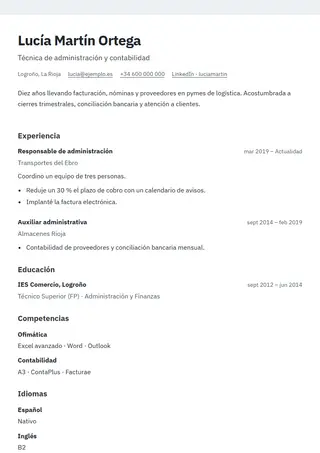 Lucía Martín Ortega
Técnica de administración y contabilidad
Logroño, La Rioja lucia@ejemplo.es +34 600 000 000 LinkedIn · luciamartin
Diez años llevando facturación, nóminas y proveedores en pymes de logística. Acostumbrada a
cierres trimestrales, conciliación bancaria y atención a clientes.
Experiencia
Responsable de administración mar 2019 – Actualidad
Transportes del Ebro
Coordino un equipo de tres personas.
• Reduje un 30 % el plazo de cobro con un calendario de avisos.
• Implanté la factura electrónica.
Auxiliar administrativa sept 2014 – feb 2019
Almacenes Rioja
• Contabilidad de proveedores y conciliación bancaria mensual.
Educación
IES Comercio, Logroño sept 2012 – jun 2014
Técnico Superior (FP) · Administración y Finanzas
Competencias
Ofimática
Excel avanzado · Word · Outlook
Contabilidad
A3 · ContaPlus · Facturae
Idiomas
Español
Nativo
Inglés
B2